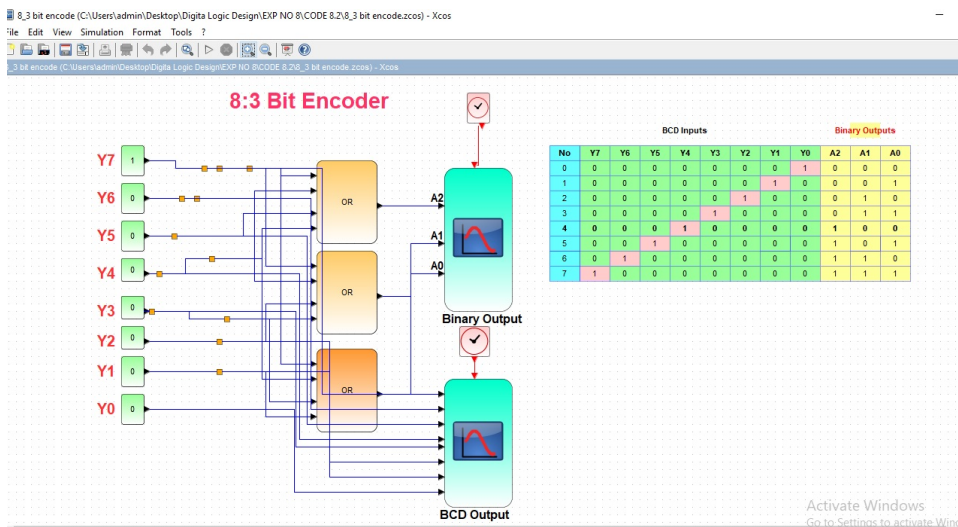 8_3 bit encode (C:\Users\admin\Desktop\Digita Logic Design\EXP NO 8\CODE 8.2\8_3 bit encode.zcos) - Xcos
File Edit View Simulation Format Tools ?
8_3 bit encode (C:\Users\admin\Desktop\Digita Logic Design\EXP NO 8\CODE 8.2\8_3 bit encode.zcos) - Xcos
8:3 Bit Encoder
BCD Inputs Binary Outputs
No Y7 Y6 Y5 Y4 Y3 Y2 Y1 Y0 A2 A1 A0
0 0 0 0 0 0 0 0 1 0 0 0
1 0 0 0 0 0 0 1 0 0 0 1
2 0 0 0 0 0 1 0 0 0 1 0
3 0 0 0 0 1 0 0 0 0 1 1
4 0 0 0 1 0 0 0 0 1 0 0
5 0 0 1 0 0 0 0 0 1 0 1
6 0 1 0 0 0 0 0 0 1 1 0
7 1 0 0 0 0 0 0 0 1 1 1
Y7 1
Y6 0
Y5 0
Y4 0
Y3 0
Y2 0
Y1 0
Y0 0
OR
OR
OR
A2
A1
A0
Binary Output
BCD Output
Activate Windows
Go to Settings to activate Win